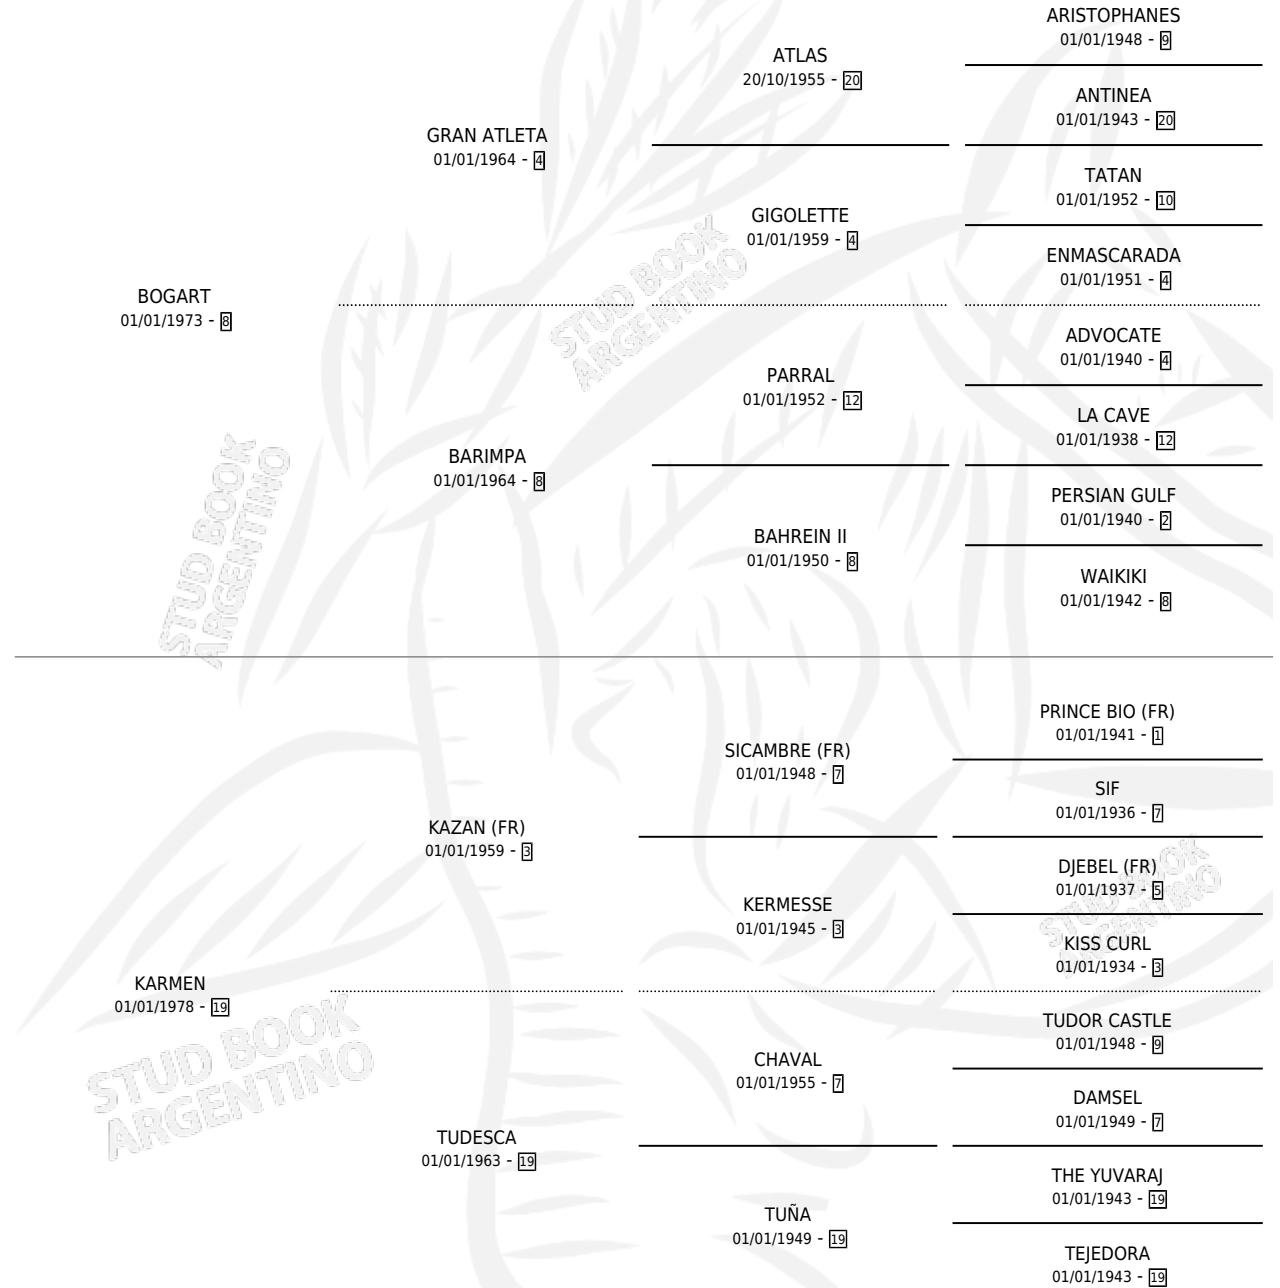 ARISTOPHANES
01/01/1948 - 9
ATLAS
20/10/1955 - 20
ANTINEA
01/01/1943 - 20
GRAN ATLETA
01/01/1964 - 4
TATAN
01/01/1952 - 10
GIGOLETTE
01/01/1959 - 4
ENMASCARADA
01/01/1951 - 4
BOGART
01/01/1973 - 8
ADVOCATE
01/01/1940 - 4
PARRAL
01/01/1952 - 12
LA CAVE
01/01/1938 - 12
BARIMPA
01/01/1964 - 8
PERSIAN GULF
01/01/1940 - 2
BAHREIN II
01/01/1950 - 8
WAIKIKI
01/01/1942 - 8
STUD BOOK
ARGENTINO
STUD BOOK
ARGENTINO
PRINCE BIO (FR)
01/01/1941 - 1
SICAMBRE (FR)
01/01/1948 - 7
SIF
01/01/1936 - 7
KAZAN (FR)
01/01/1959 - 3
DJEBEL (FR)
01/01/1937 - 5
KERMESSE
01/01/1945 - 3
KISS CURL
01/01/1934 - 3
KARMEN
01/01/1978 - 19
TUDOR CASTLE
01/01/1948 - 9
CHAVAL
01/01/1955 - 7
DAMSEL
01/01/1949 - 7
TUDESCA
01/01/1963 - 19
THE YUVARAJ
01/01/1943 - 19
TUÑA
01/01/1949 - 19
TEJEDORA
01/01/1943 - 19
STUD BOOK
ARGENTINO
STUD BOOK
ARGENTINO